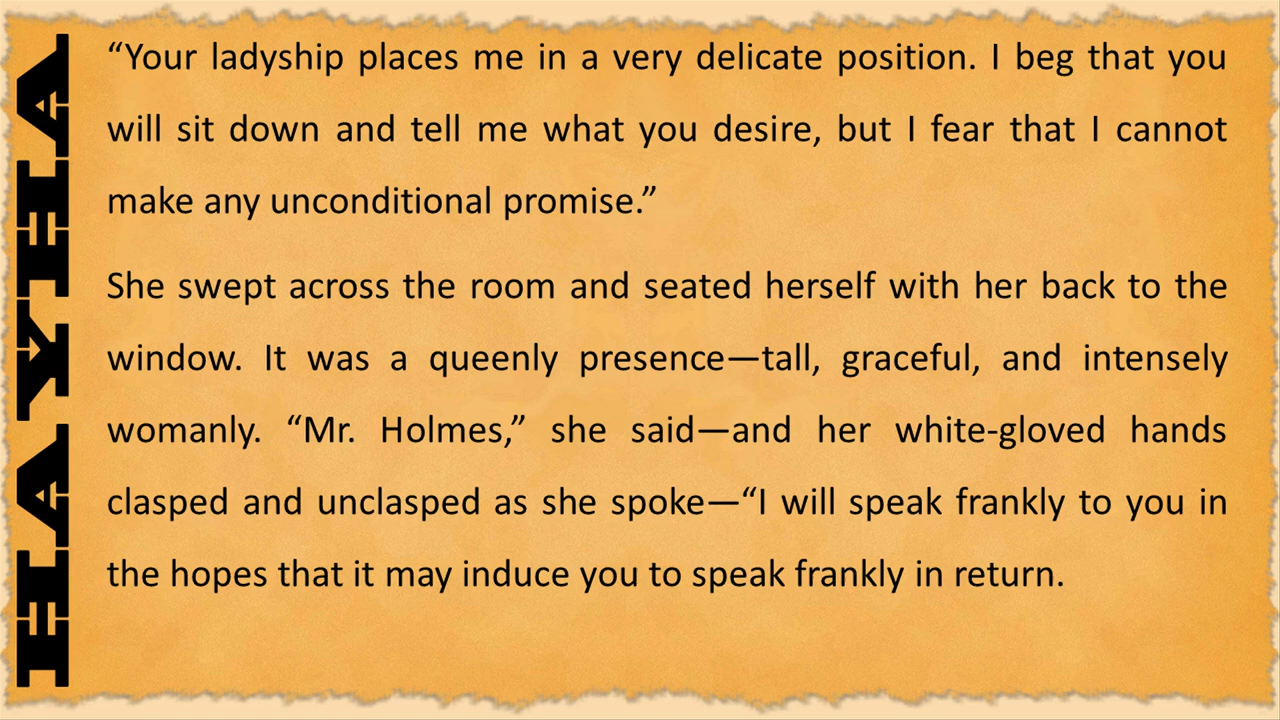 HAYHA
“Your ladyship places me in a very delicate position. I beg that you
will sit down and tell me what you desire, but I fear that I cannot
make any unconditional promise.”
She swept across the room and seated herself with her back to the
window. It was a queenly presence—tall, graceful, and intensely
womanly. “Mr. Holmes,” she said—and her white-gloved hands
clasped and unclasped as she spoke—“I will speak frankly to you in
the hopes that it may induce you to speak frankly in return.